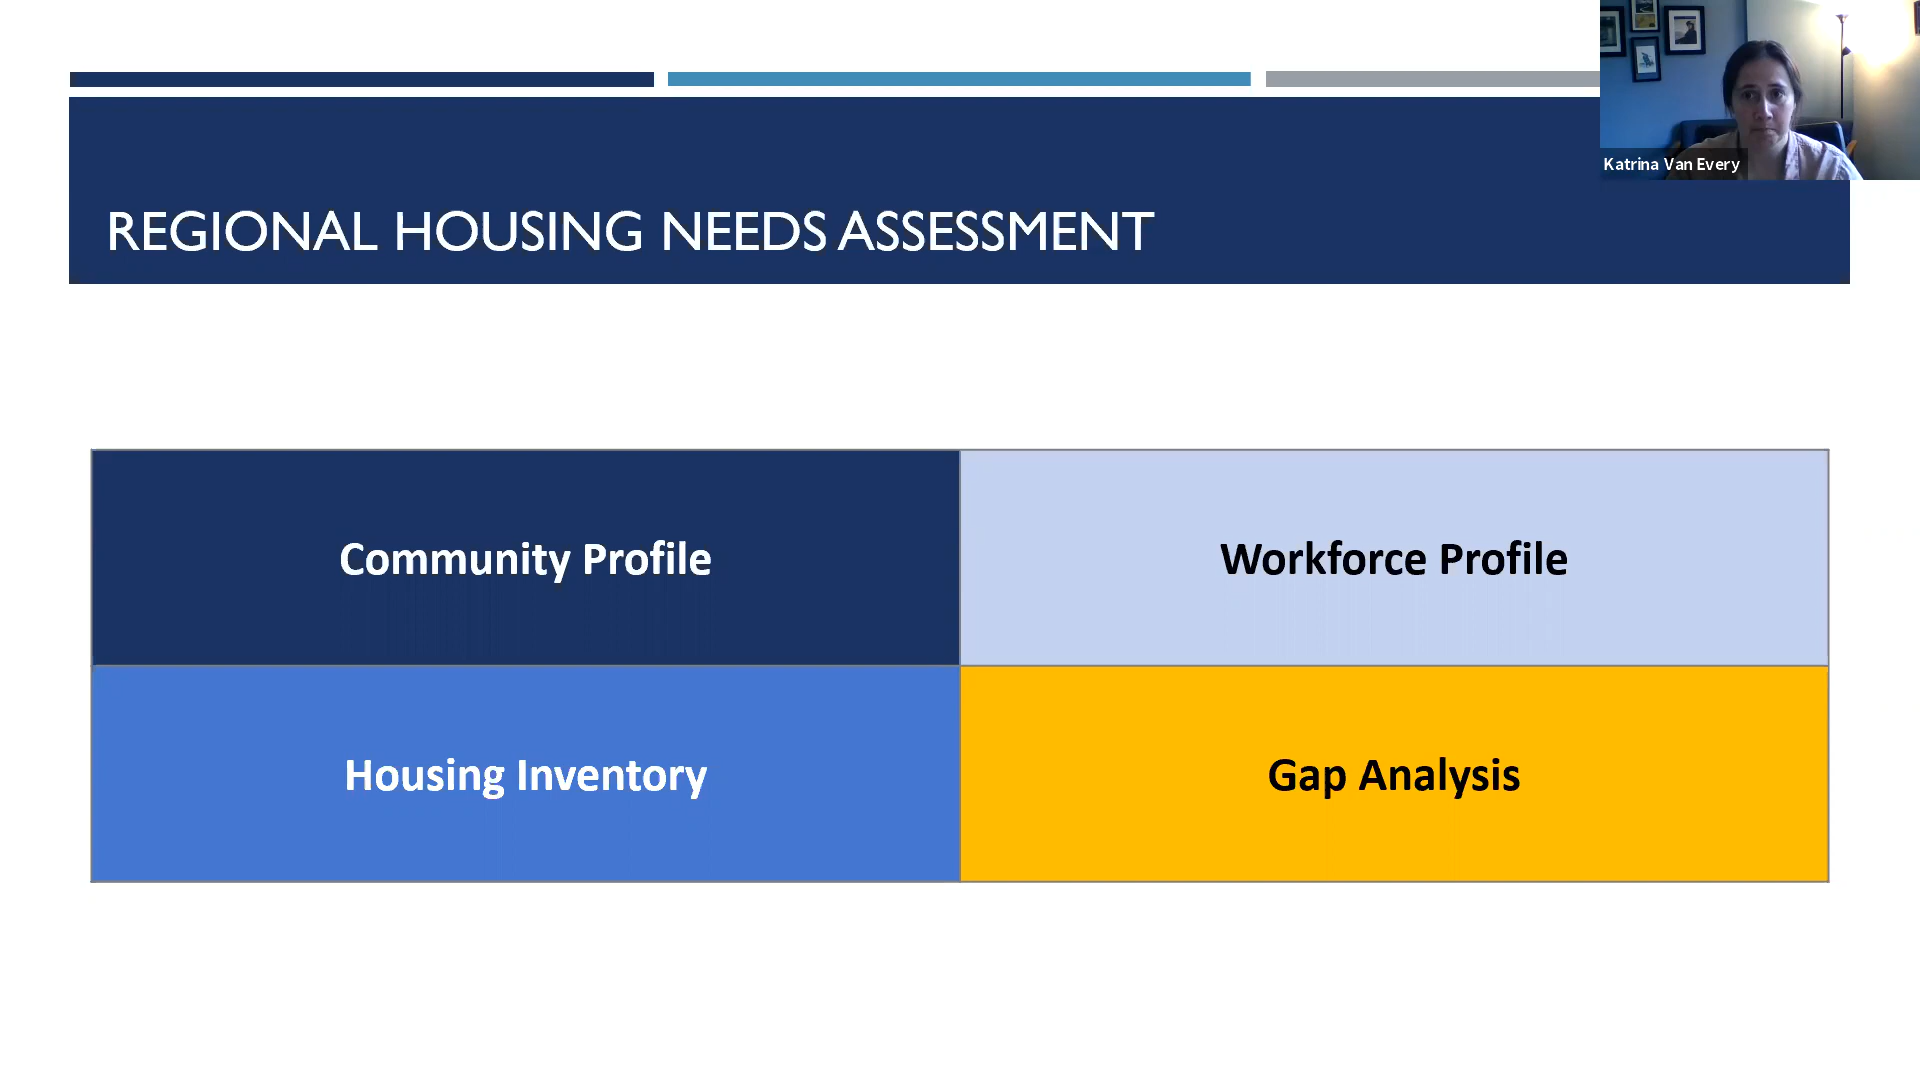 Katrina Van Every
REGIONAL HOUSING NEEDS ASSESSMENT
Community Profile
Workforce Profile
Housing Inventory
Gap Analysis